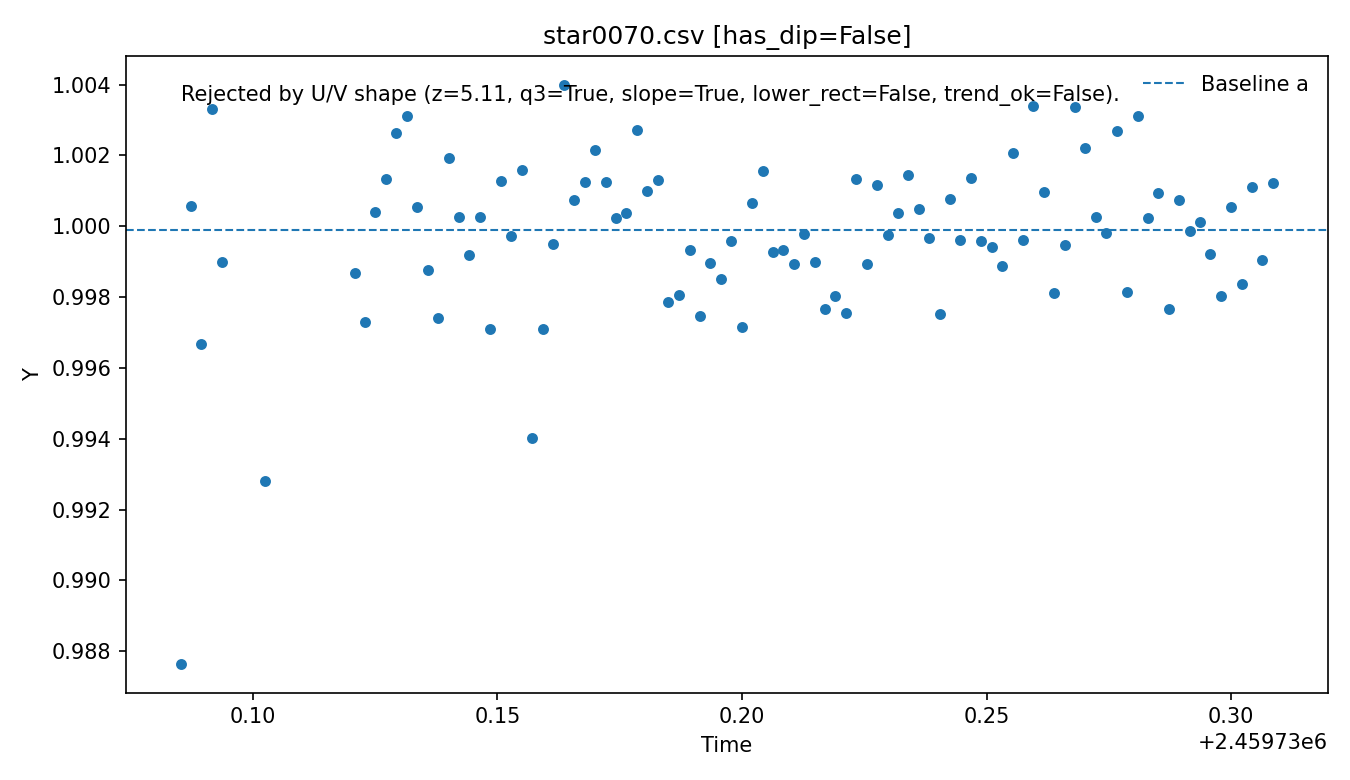 star0070.csv [has_dip=False]
Rejected by U/V shape (z=5.11, q3=True, slope=True, lower_rect=False, trend_ok=False).
Baseline a
1.004
1.002
1.000
0.998
0.996
0.994
0.992
0.990
0.988
Y
0.10 0.15 0.20 0.25 0.30
+2.45973e6
Time